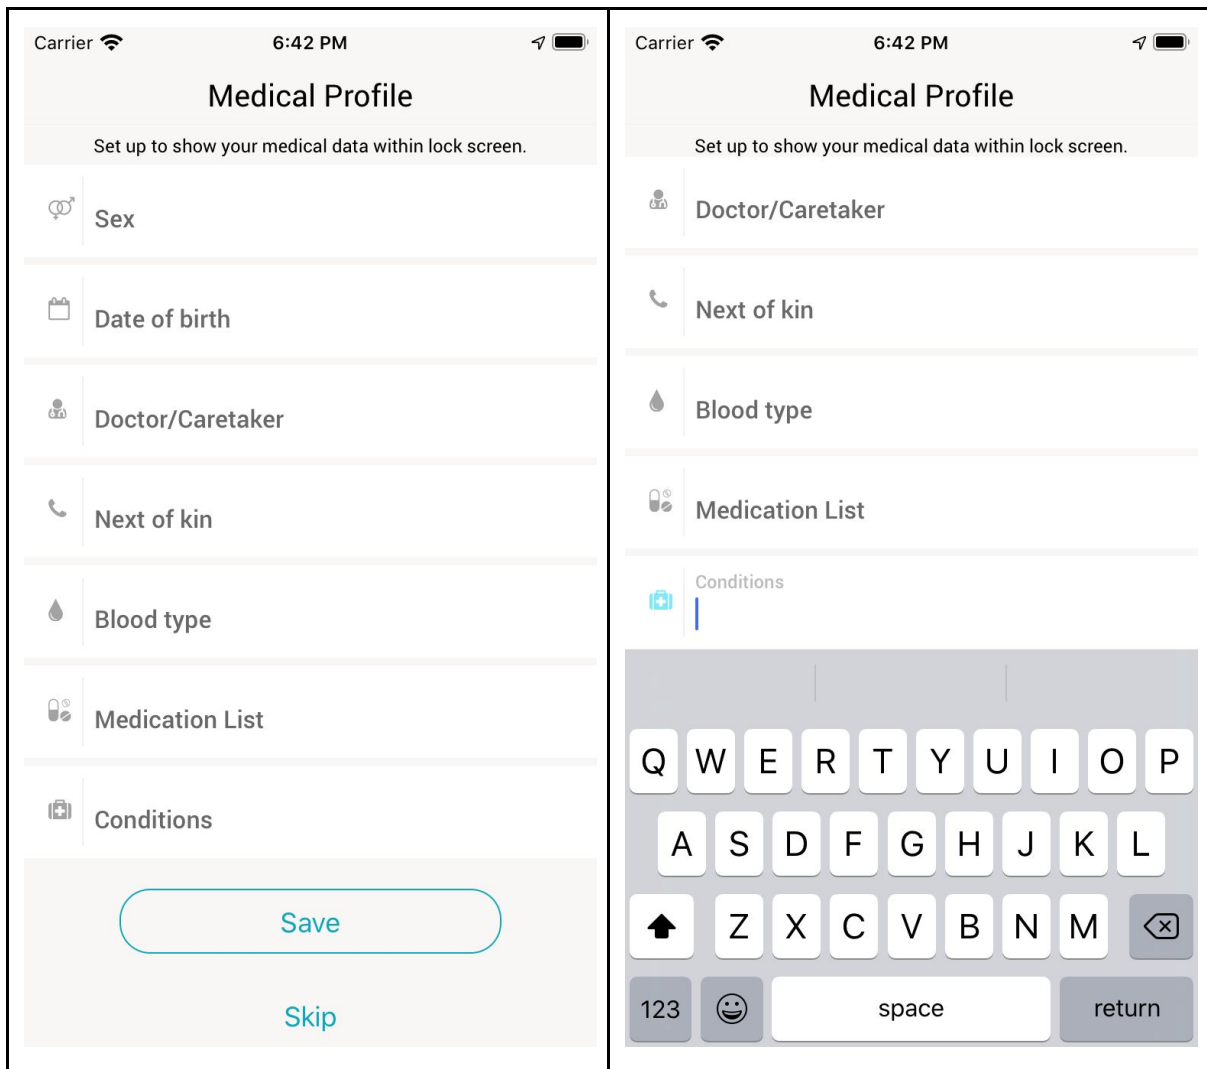 Carrier 6:42 PM
Medical Profile
Set up to show your medical data within lock screen.
Sex
Date of birth
Doctor/Caretaker
Next of kin
Blood type
Medication List
Conditions
Save
Skip
Carrier 6:42 PM
Medical Profile
Set up to show your medical data within lock screen.
Doctor/Caretaker
Next of kin
Blood type
Medication List
Conditions
Q W E R T Y U I O P
A S D F G H J K L
Z X C V B N M
123 space return